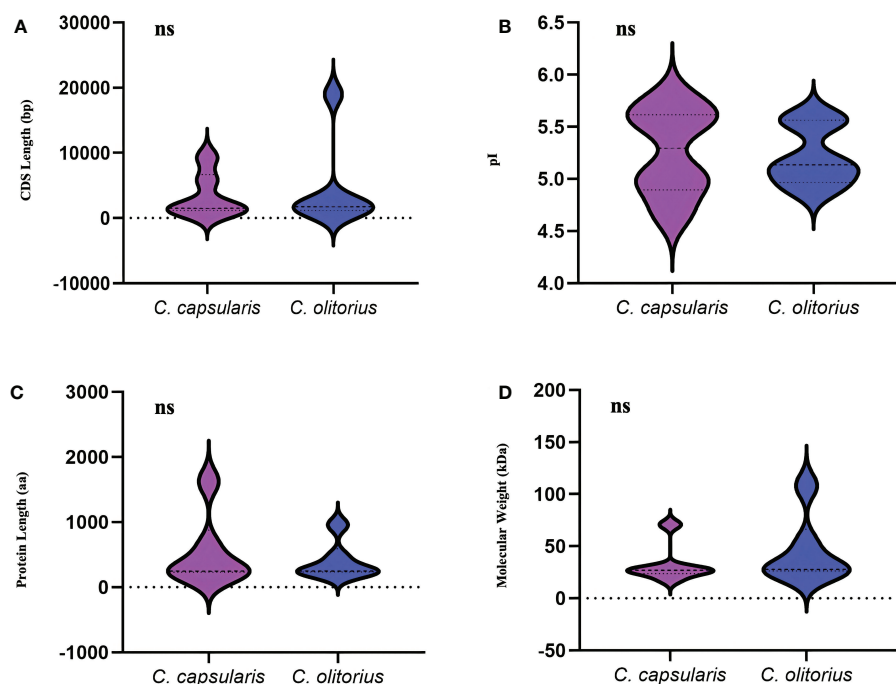 A
ns
CDS Length (bp)
30000
20000
10000
0
-10000
C. capsularis
C. olitorius
B
ns
pI
6.5
6.0
5.5
5.0
4.5
4.0
C. capsularis
C. olitorius
C
ns
Protein Length (aa)
3000
2000
1000
0
-1000
C. capsularis
C. olitorius
D
ns
Molecular Weight (kDa)
200
150
100
50
0
-50
C. capsularis
C. olitorius